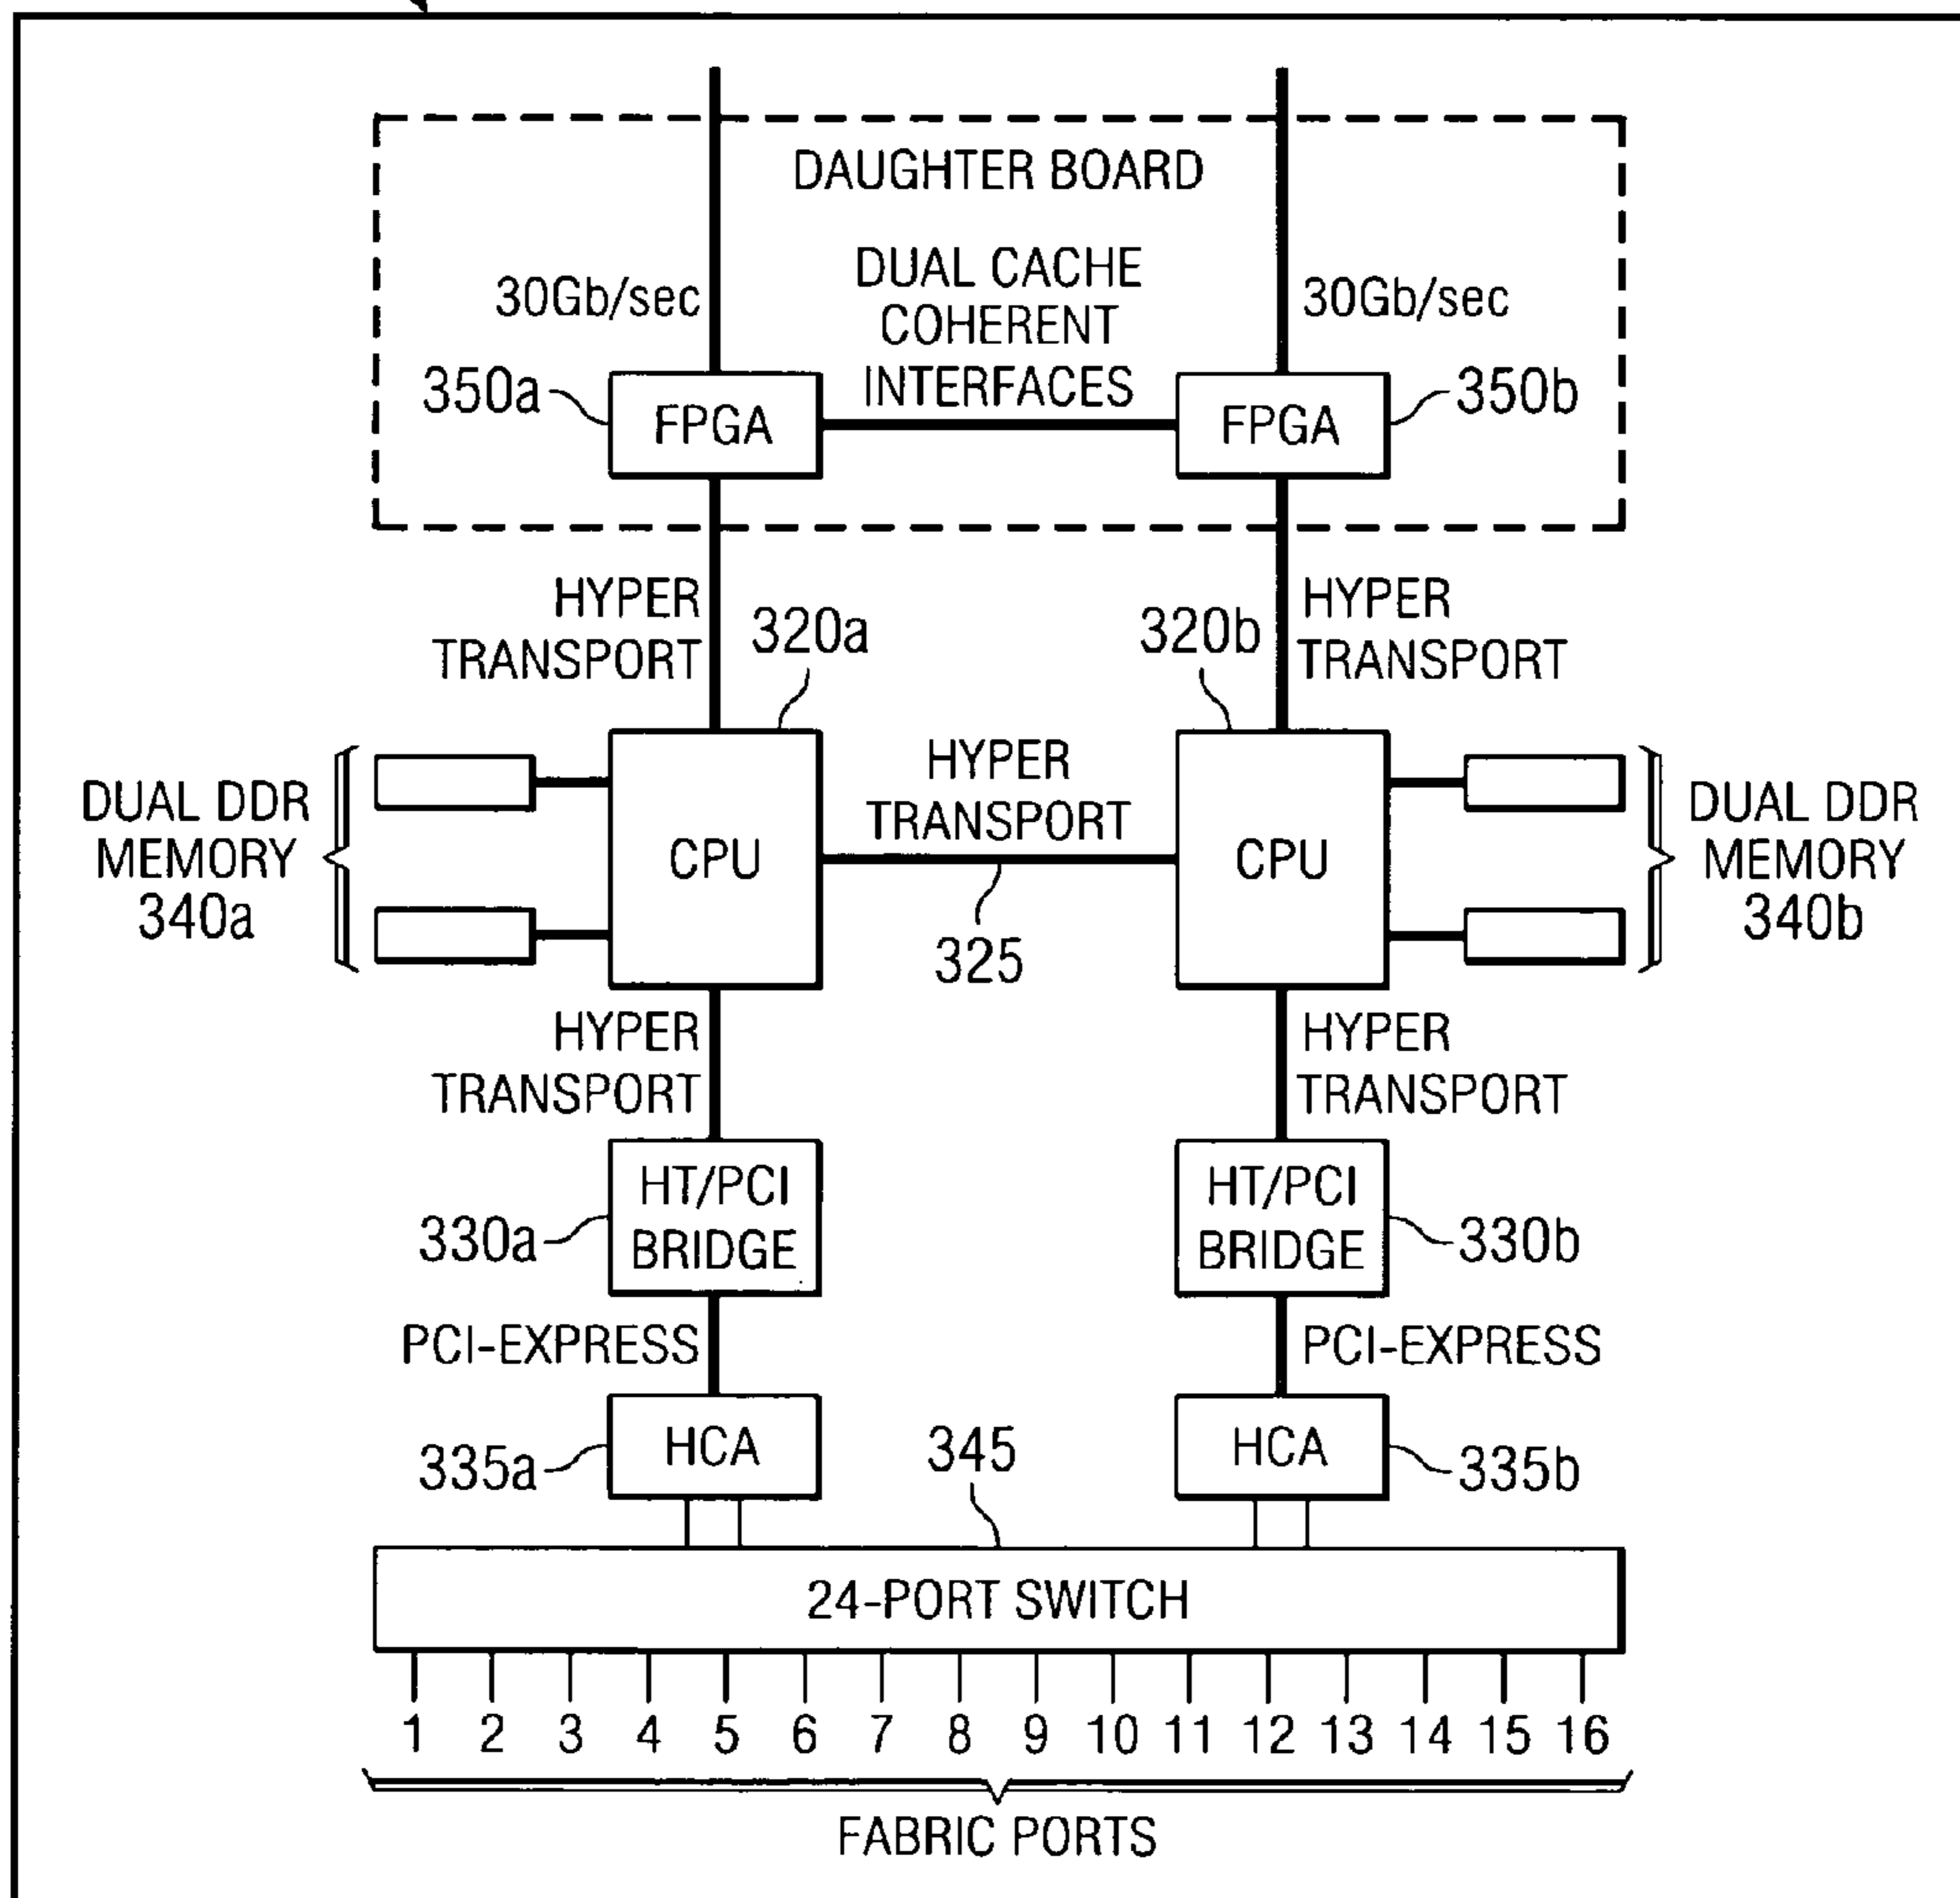 DAUGHTER BOARD
DUAL CACHE
COHERENT
INTERFACES
30Gb/sec
30Gb/sec
350a
FPGA
FPGA
350b
HYPER
TRANSPORT
320a
320b
HYPER
TRANSPORT
DUAL DDR
MEMORY
340a
CPU
HYPER
TRANSPORT
325
CPU
DUAL DDR
MEMORY
340b
HYPER
TRANSPORT
HYPER
TRANSPORT
330a
HT/PCI
BRIDGE
HT/PCI
BRIDGE
330b
PCI-EXPRESS
PCI-EXPRESS
335a
HCA
345
HCA
335b
24-PORT SWITCH
1 2 3 4 5 6 7 8 9 10 11 12 13 14 15 16
FABRIC PORTS